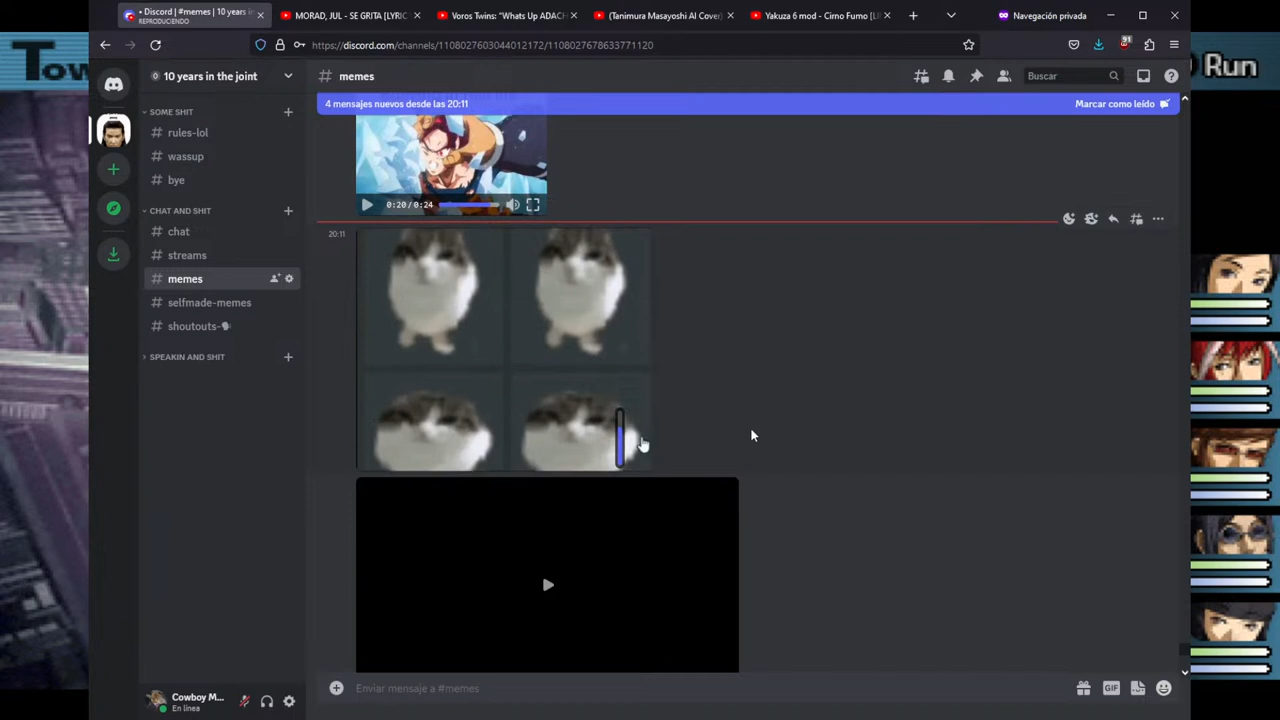 Tow
D Run
• Discord | #memes | 10 years in
REPRODUCIENDO
MORAD, JUL - SE GRITA [LYRIC
Voros Twins: "Whats Up ADACH
(Tanimura Masayoshi AI Cover)
Yakuza 6 mod - Cirno Fumo [LI
Navegación privada
https://discord.com/channels/1108027603044012172/1108027678633771120
91
10 years in the joint
# memes
Buscar
4 mensajes nuevos desde las 20:11
Marcar como leído
SOME SHIT
# rules-lol
# wassup
# bye
CHAT AND SHIT
# chat
# streams
# memes
# selfmade-memes
# shoutouts-🗣
SPEAKIN AND SHIT
0:20/0:24
20:11
Cowboy M...
En línea
Enviar mensaje a #memes
GIF